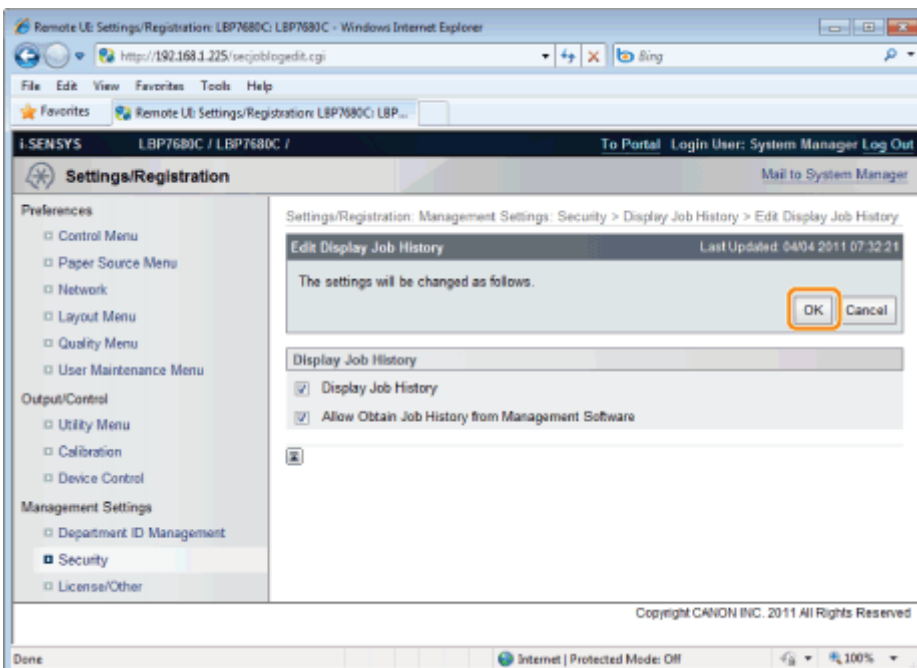 Remote UI: Settings/Registration: LBP7680C: LBP7680C - Windows Internet Explorer
http://192.168.1.225/secjoblogedit.cgi
Bing
File Edit View Favorites Tools Help
Favorites
Remote UI: Settings/Registration: LBP7680C: LBP...
i-SENSYS
LBP7680C / LBP7680C /
To Portal Login User: System Manager Log Out
Settings/Registration
Mail to System Manager
Preferences
Control Menu
Paper Source Menu
Network
Layout Menu
Quality Menu
User Maintenance Menu
Output/Control
Utility Menu
Calibration
Device Control
Management Settings
Department ID Management
Security
License/Other
Settings/Registration: Management Settings: Security > Display Job History > Edit Display Job History
Edit Display Job History
Last Updated: 04/04 2011 07:32:21
The settings will be changed as follows.
OK
Cancel
Display Job History
Display Job History
Allow Obtain Job History from Management Software
Copyright CANON INC. 2011 All Rights Reserved
Done
Internet | Protected Mode: Off
100%